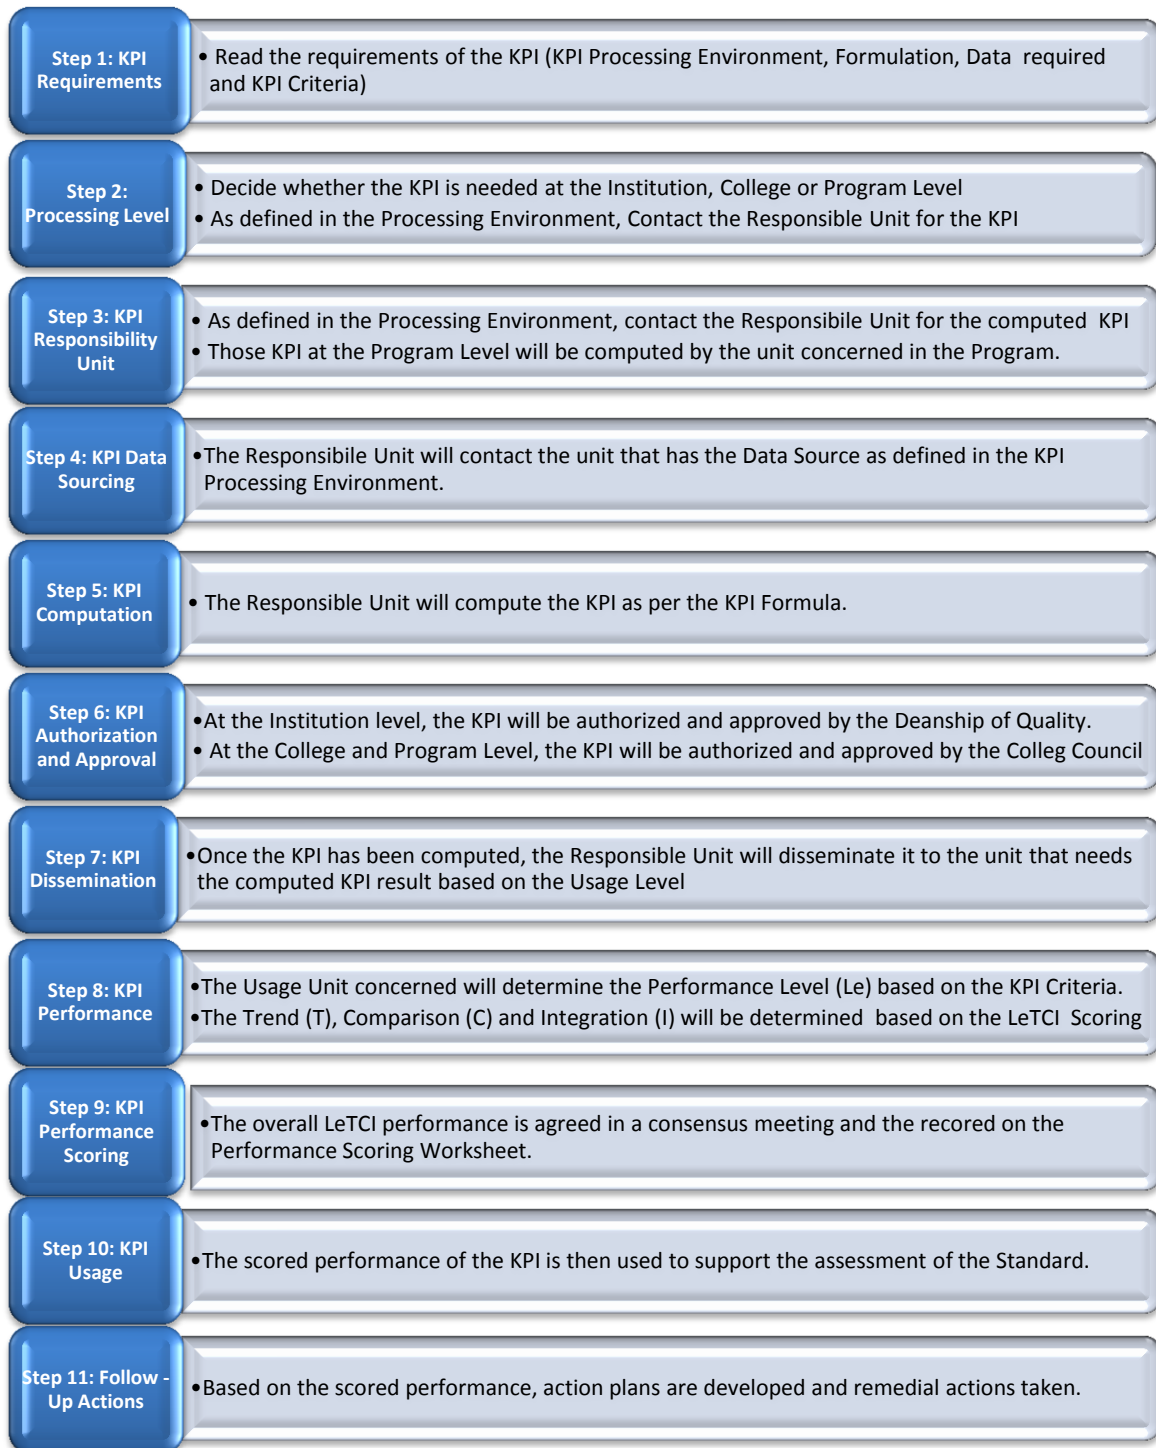 Step 1: KPI
Requirements
• Read the requirements of the KPI (KPI Processing Environment, Formulation, Data required
and KPI Criteria)
Step 2:
Processing Level
• Decide whether the KPI is needed at the Institution, College or Program Level
• As defined in the Processing Environment, Contact the Responsible Unit for the KPI
Step 3: KPI
Responsibility
Unit
• As defined in the Processing Environment, contact the Responsibile Unit for the computed KPI
• Those KPI at the Program Level will be computed by the unit concerned in the Program.
Step 4: KPI Data
Sourcing
•The Responsibile Unit will contact the unit that has the Data Source as defined in the KPI
Processing Environment.
Step 5: KPI
Computation
• The Responsible Unit will compute the KPI as per the KPI Formula.
Step 6: KPI
Authorization
and Approval
•At the Institution level, the KPI will be authorized and approved by the Deanship of Quality.
• At the College and Program Level, the KPI will be authorized and approved by the Colleg Council
Step 7: KPI
Dissemination
•Once the KPI has been computed, the Responsible Unit will disseminate it to the unit that needs
the computed KPI result based on the Usage Level
Step 8: KPI
Performance
•The Usage Unit concerned will determine the Performance Level (Le) based on the KPI Criteria.
•The Trend (T), Comparison (C) and Integration (I) will be determined based on the LeTCI Scoring
Step 9: KPI
Performance
Scoring
•The overall LeTCI performance is agreed in a consensus meeting and the recored on the
Performance Scoring Worksheet.
Step 10: KPI
Usage
•The scored performance of the KPI is then used to support the assessment of the Standard.
Step 11: Follow -
Up Actions
•Based on the scored performance, action plans are developed and remedial actions taken.